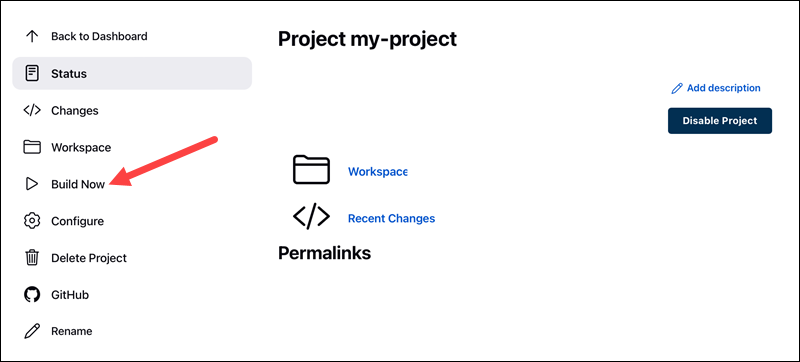 Back to Dashboard
Status
Changes
Workspace
Build Now
Configure
Delete Project
GitHub
Rename
Project my-project
Add description
Disable Project
Workspace
Recent Changes
Permalinks